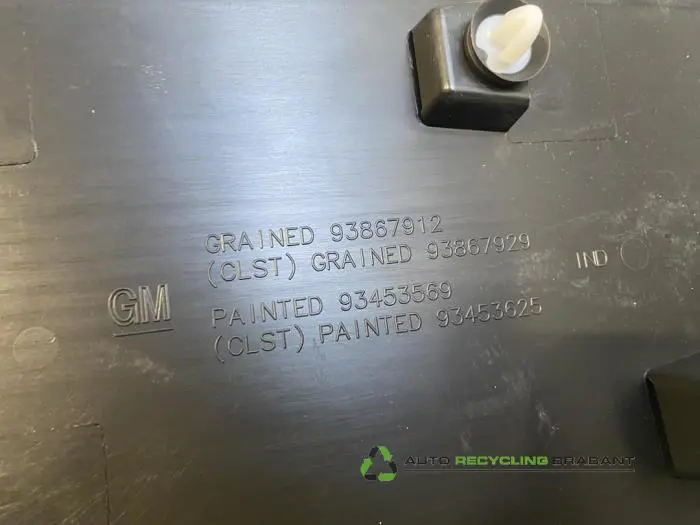 GRAINED 93867912
(CLST) GRAINED 93867929
IND
GM
PAINTED 93453569
(CLST) PAINTED 93453625
AUTO RECYCLING BRABANT